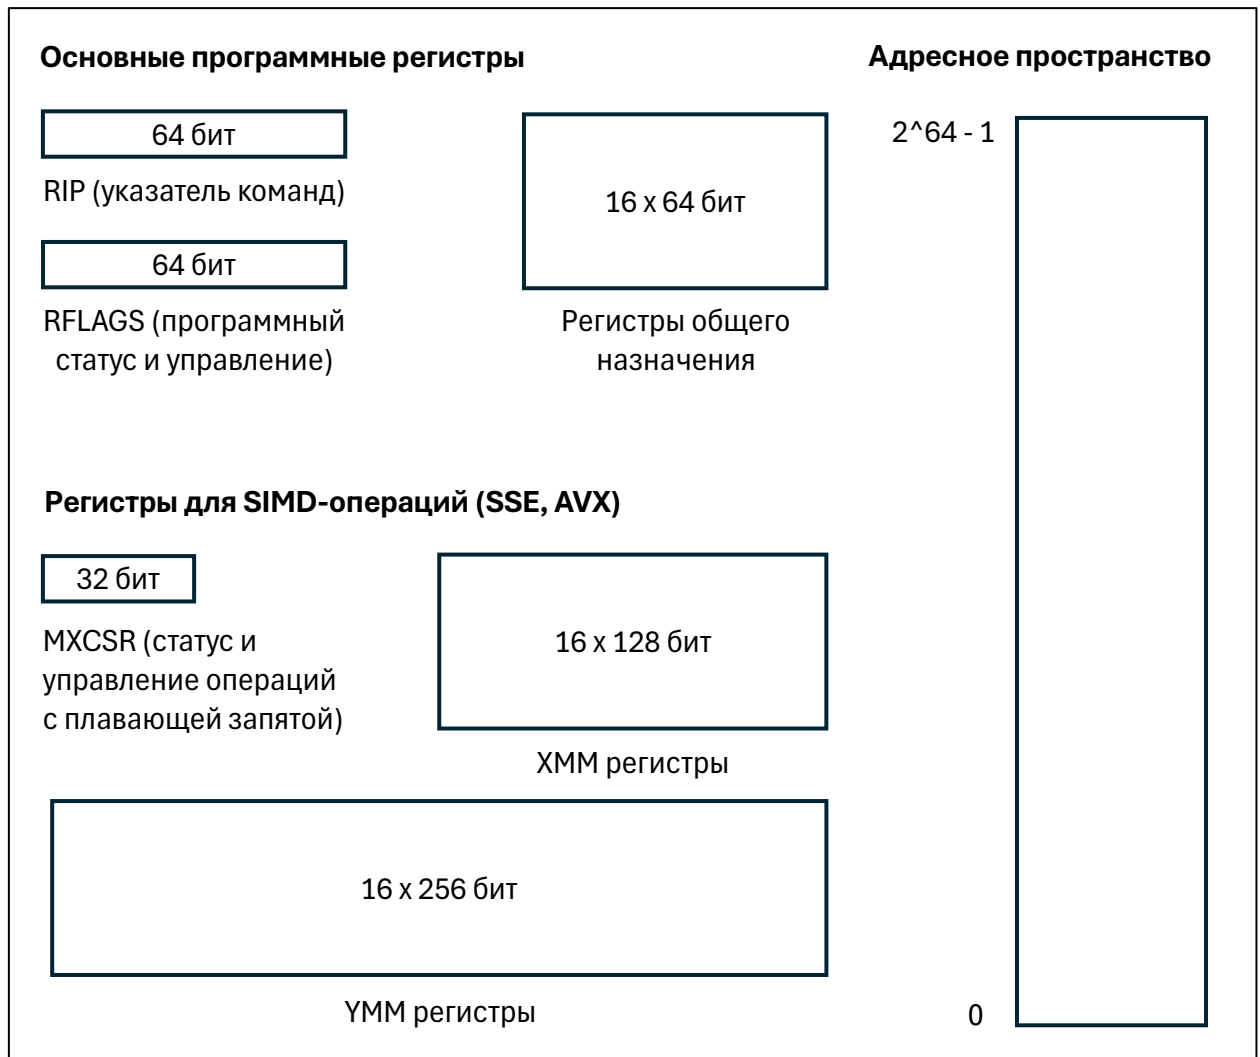 Основные программные регистры
Адресное пространство
64 бит
RIP (указатель команд)
64 бит
RFLAGS (программный
статус и управление)
16 x 64 бит
Регистры общего
назначения
2^64 - 1
Регистры для SIMD-операций (SSE, AVX)
32 бит
MXCSR (статус и
управление операций
с плавающей запятой)
16 x 128 бит
XMM регистры
16 x 256 бит
YMM регистры
0